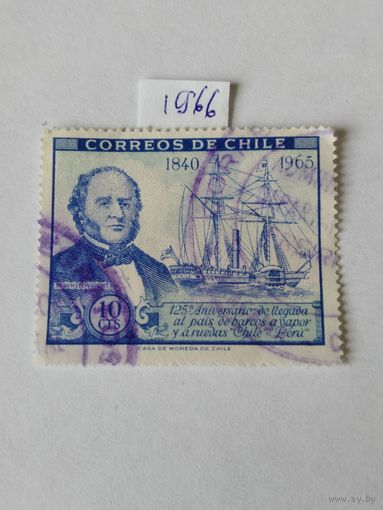 1966
CORREOS DE CHILE
1840 1965
10
CTS
125º Aniversario de llegada
al país de barcos a vapor
y a ruedas "Chile" "Perú"
CASA DE MONEDA DE CHILE
www.ay.by